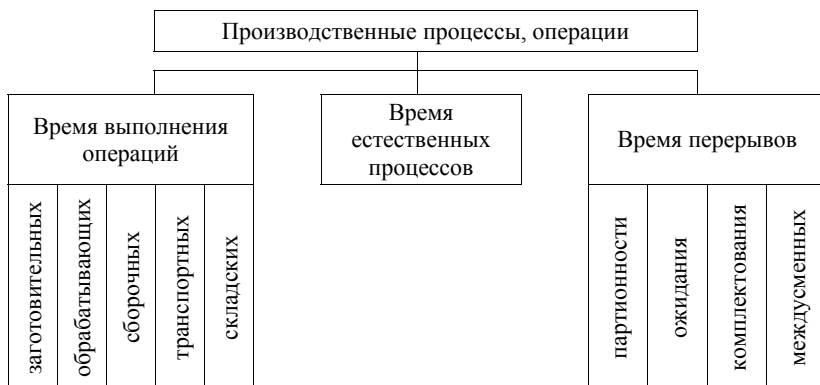 Производственные процессы, операции
Время выполнения
операций
Время
естественных
процессов
Время перерывов
заготовительных
обрабатывающих
сборочных
транспортных
складских
партионности
ожидания
комплектования
междусменных